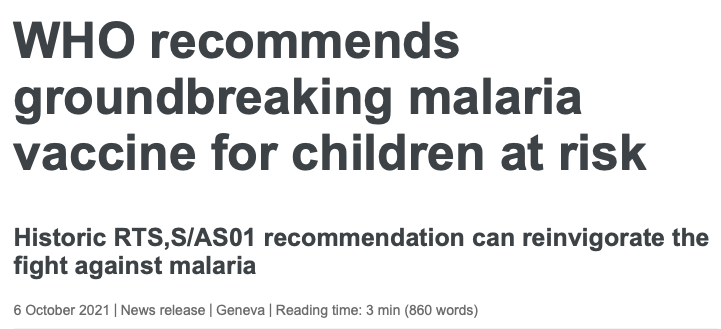 WHO recommends
groundbreaking malaria
vaccine for children at risk
Historic RTS,S/AS01 recommendation can reinvigorate the
fight against malaria
6 October 2021 | News release | Geneva | Reading time: 3 min (860 words)